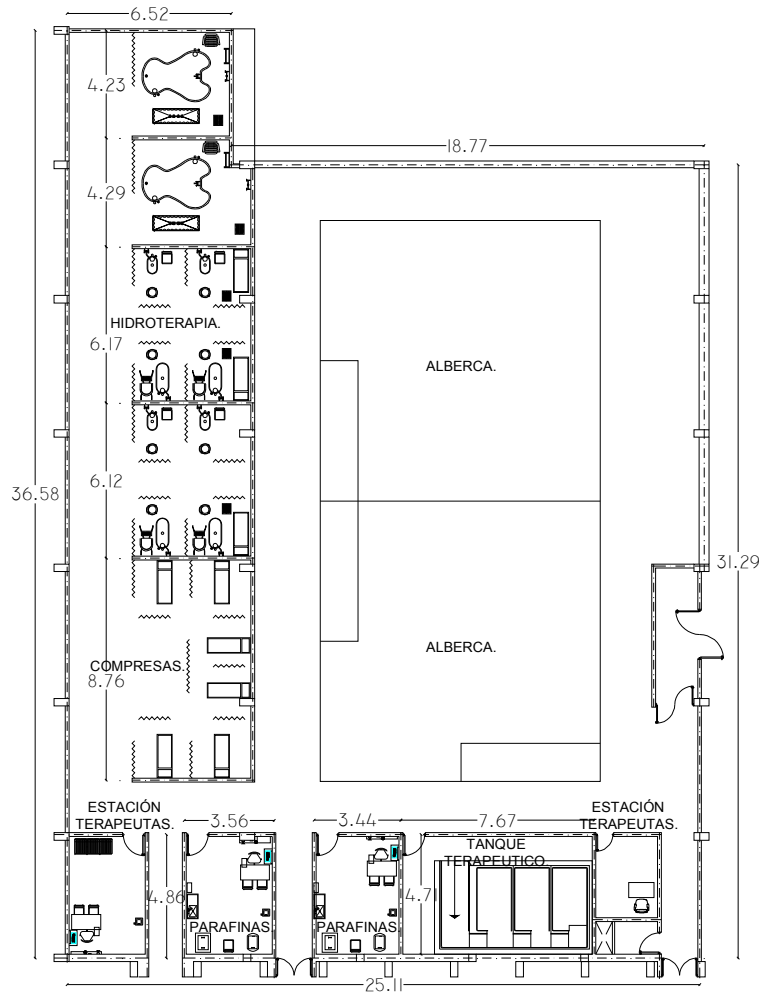 6.52
4.23
18.77
4.29
HIDROTERAPIA.
6.17
ALBERCA.
36.58
6.12
31.29
ALBERCA.
COMPRESAS.
8.76
ESTACIÓN
TERAPEUTAS.
3.56
3.44
7.67
ESTACIÓN
TERAPEUTAS.
TANQUE
TERAPEUTICO
4.86
4.71
PARAFINAS.
PARAFINAS.
25.11